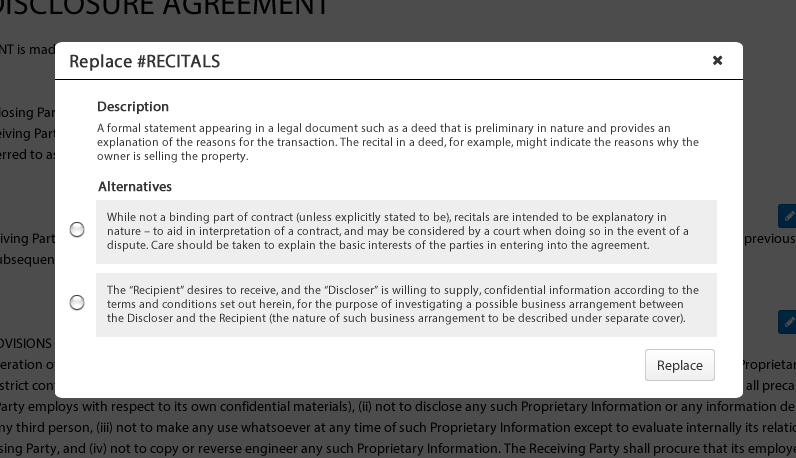 DISCLOSURE AGREEMENT
NT is mad
Replace #RECITALS
Description
losing Par
A formal statement appearing in a legal document such as a deed that is preliminary in nature and provides an
eiving Part
explanation of the reasons for the transaction. The recital in a deed, for example, might indicate the reasons why the
rred to as
owner is selling the property.
Alternatives
While not a binding part of contract (unless explicitly stated to be), recitals are intended to be explanatory in
nature – to aid in interpretation of a contract, and may be considered by a court when doing so in the event of a
iving Part
previous
dispute. Care should be taken to explain the basic interests of the parties in entering into the agreement.
ubsequen
The “Recipient” desires to receive, and the “Discloser” is willing to supply, confidential information according to the
terms and conditions set out herein, for the purpose of investigating a possible business arrangement between
the Discloser and the Recipient (the nature of such business arrangement to be described under separate cover).
OVISIONS
eration o
Replace
Proprietar
strict con
all preca
Party employs with respect to its own confidential materials), (ii) not to disclose any such Proprietary Information or any information de
ny third person, (iii) not to make any use whatsoever at any time of such Proprietary Information except to evaluate internally its relatio
sing Party, and (iv) not to copy or reverse engineer any such Proprietary Information. The Receiving Party shall procure that its employe